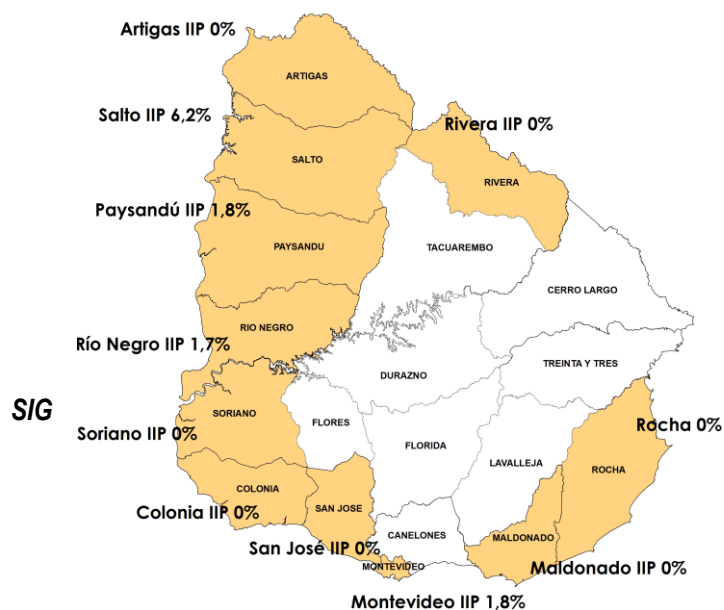 Artigas IIP 0%
ARTIGAS
Salto IIP 6,2%
Rivera IIP 0%
SALTO
RIVERA
Paysandú IIP 1,8%
PAYSANDU
TACUAREMBO
CERRO LARGO
RIO NEGRO
Río Negro IIP 1,7%
TREINTA Y TRES
DURAZNO
SIG
SORIANO
FLORES
Rocha 0%
Soriano IIP 0%
FLORIDA
LAVALLEJA
ROCHA
COLONIA
SAN JOSE
Colonia IIP 0%
CANELONES
MALDONADO
San José IIP 0%
MONTEVIDEO
Maldonado IIP 0%
Montevideo IIP 1,8%